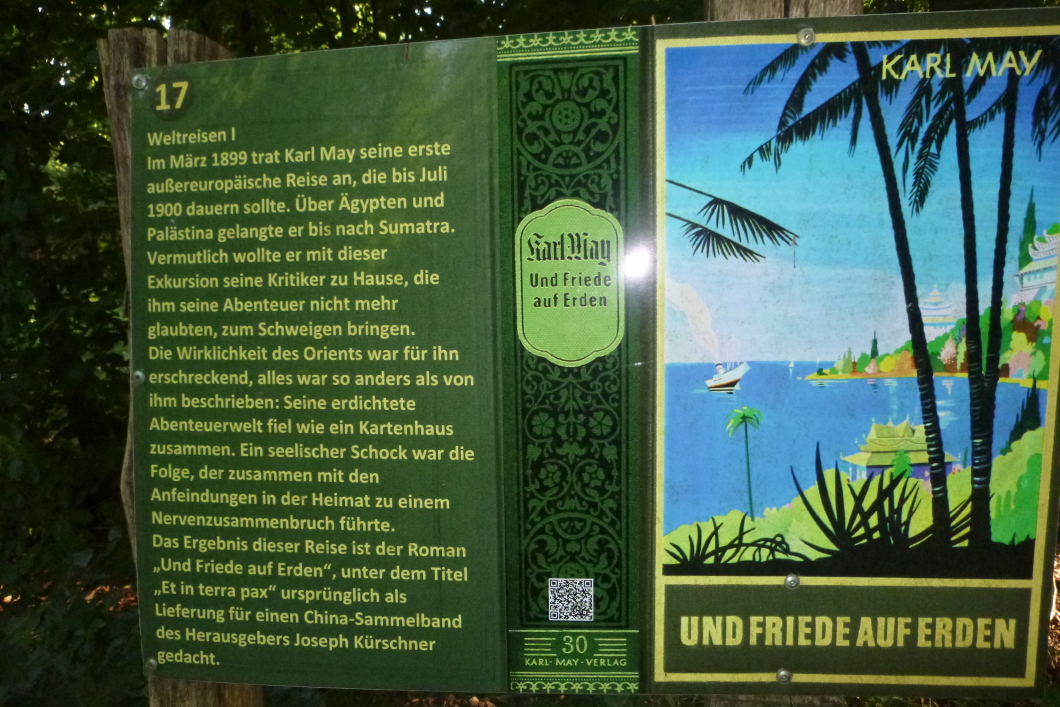 17
Weltreisen I
Im März 1899 trat Karl May seine erste
außereuropäische Reise an, die bis Juli
1900 dauern sollte. Über Ägypten und
Palästina gelangte er bis nach Sumatra.
Vermutlich wollte er mit dieser
Exkursion seine Kritiker zu Hause, die
ihm seine Abenteuer nicht mehr
glaubten, zum Schweigen bringen.
Die Wirklichkeit des Orients war für ihn
erschreckend, alles war so anders als von
ihm beschrieben: Seine erdichtete
Abenteuerwelt fiel wie ein Kartenhaus
zusammen. Ein seelischer Schock war die
Folge, der zusammen mit den
Anfeindungen in der Heimat zu einem
Nervenzusammenbruch führte.
Das Ergebnis dieser Reise ist der Roman
„Und Friede auf Erden“, unter dem Titel
„Et in terra pax“ ursprünglich als
Lieferung für einen China-Sammelband
des Herausgebers Joseph Kürschner
gedacht.
Karl May
Und Friede
auf Erden
30
KARL-MAY-VERLAG
KARL MAY
UND FRIEDE AUF ERDEN